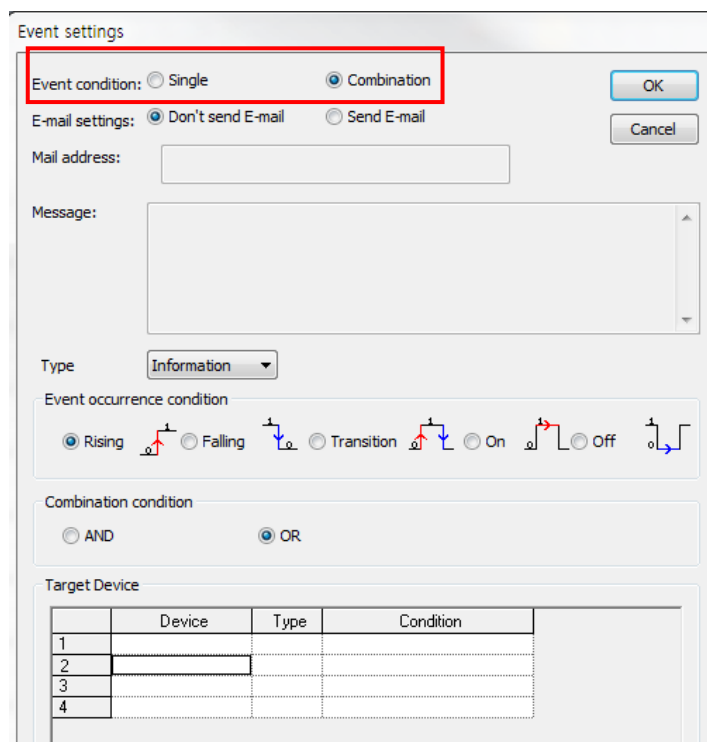 Event settings
Event condition: Single Combination OK
E-mail settings: Don't send E-mail Send E-mail Cancel
Mail address:
Message:
Type Information
Event occurrence condition
Rising 0 1 Falling 1 0 Transition 0 1 On 0 1 Off 1 0
Combination condition
AND OR
Target Device
Device Type Condition
1
2
3
4